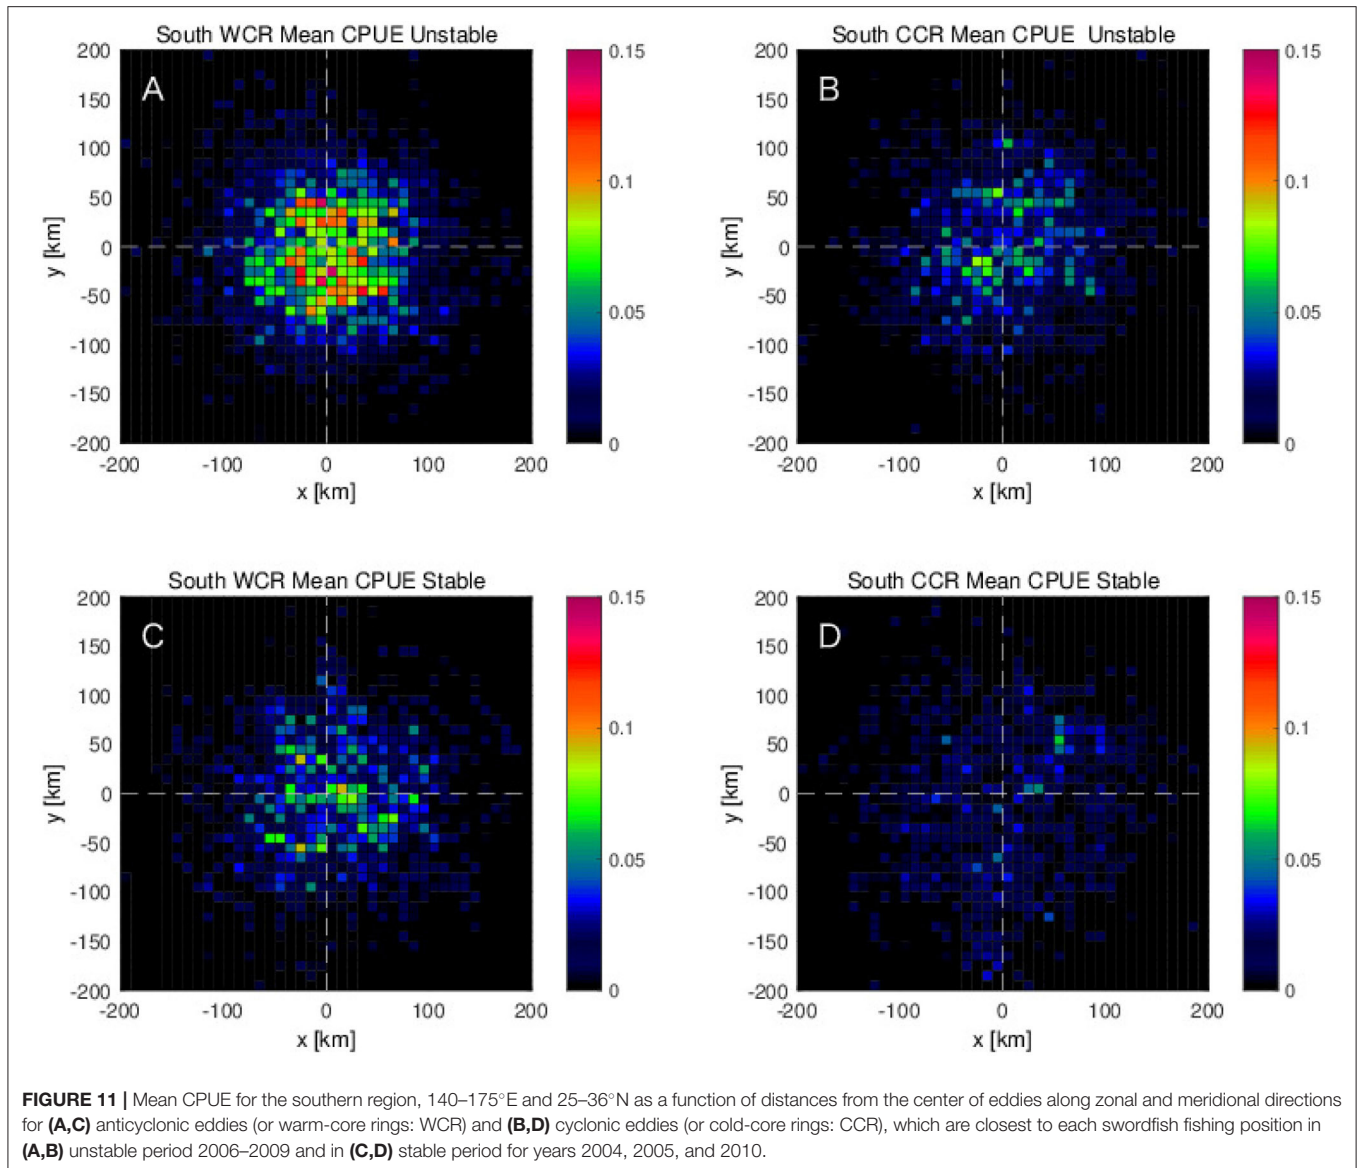 South WCR Mean CPUE Unstable
A
200
150
100
50
0
-50
-100
-150
-200
-200 -100 0 100 200
x [km]
y [km]
0.15
0.1
0.05
0
South CCR Mean CPUE  Unstable
B
200
150
100
50
0
-50
-100
-150
-200
-200 -100 0 100 200
x [km]
y [km]
0.15
0.1
0.05
0
South WCR Mean CPUE Stable
C
200
150
100
50
0
-50
-100
-150
-200
-200 -100 0 100 200
x [km]
y [km]
0.15
0.1
0.05
0
South CCR Mean CPUE Stable
D
200
150
100
50
0
-50
-100
-150
-200
-200 -100 0 100 200
x [km]
y [km]
0.15
0.1
0.05
0
FIGURE 11 | Mean CPUE for the southern region, 140–175°E and 25–36°N as a function of distances from the center of eddies along zonal and meridional directions
for (A,C) anticyclonic eddies (or warm-core rings: WCR) and (B,D) cyclonic eddies (or cold-core rings: CCR), which are closest to each swordfish fishing position in
(A,B) unstable period 2006–2009 and in (C,D) stable period for years 2004, 2005, and 2010.